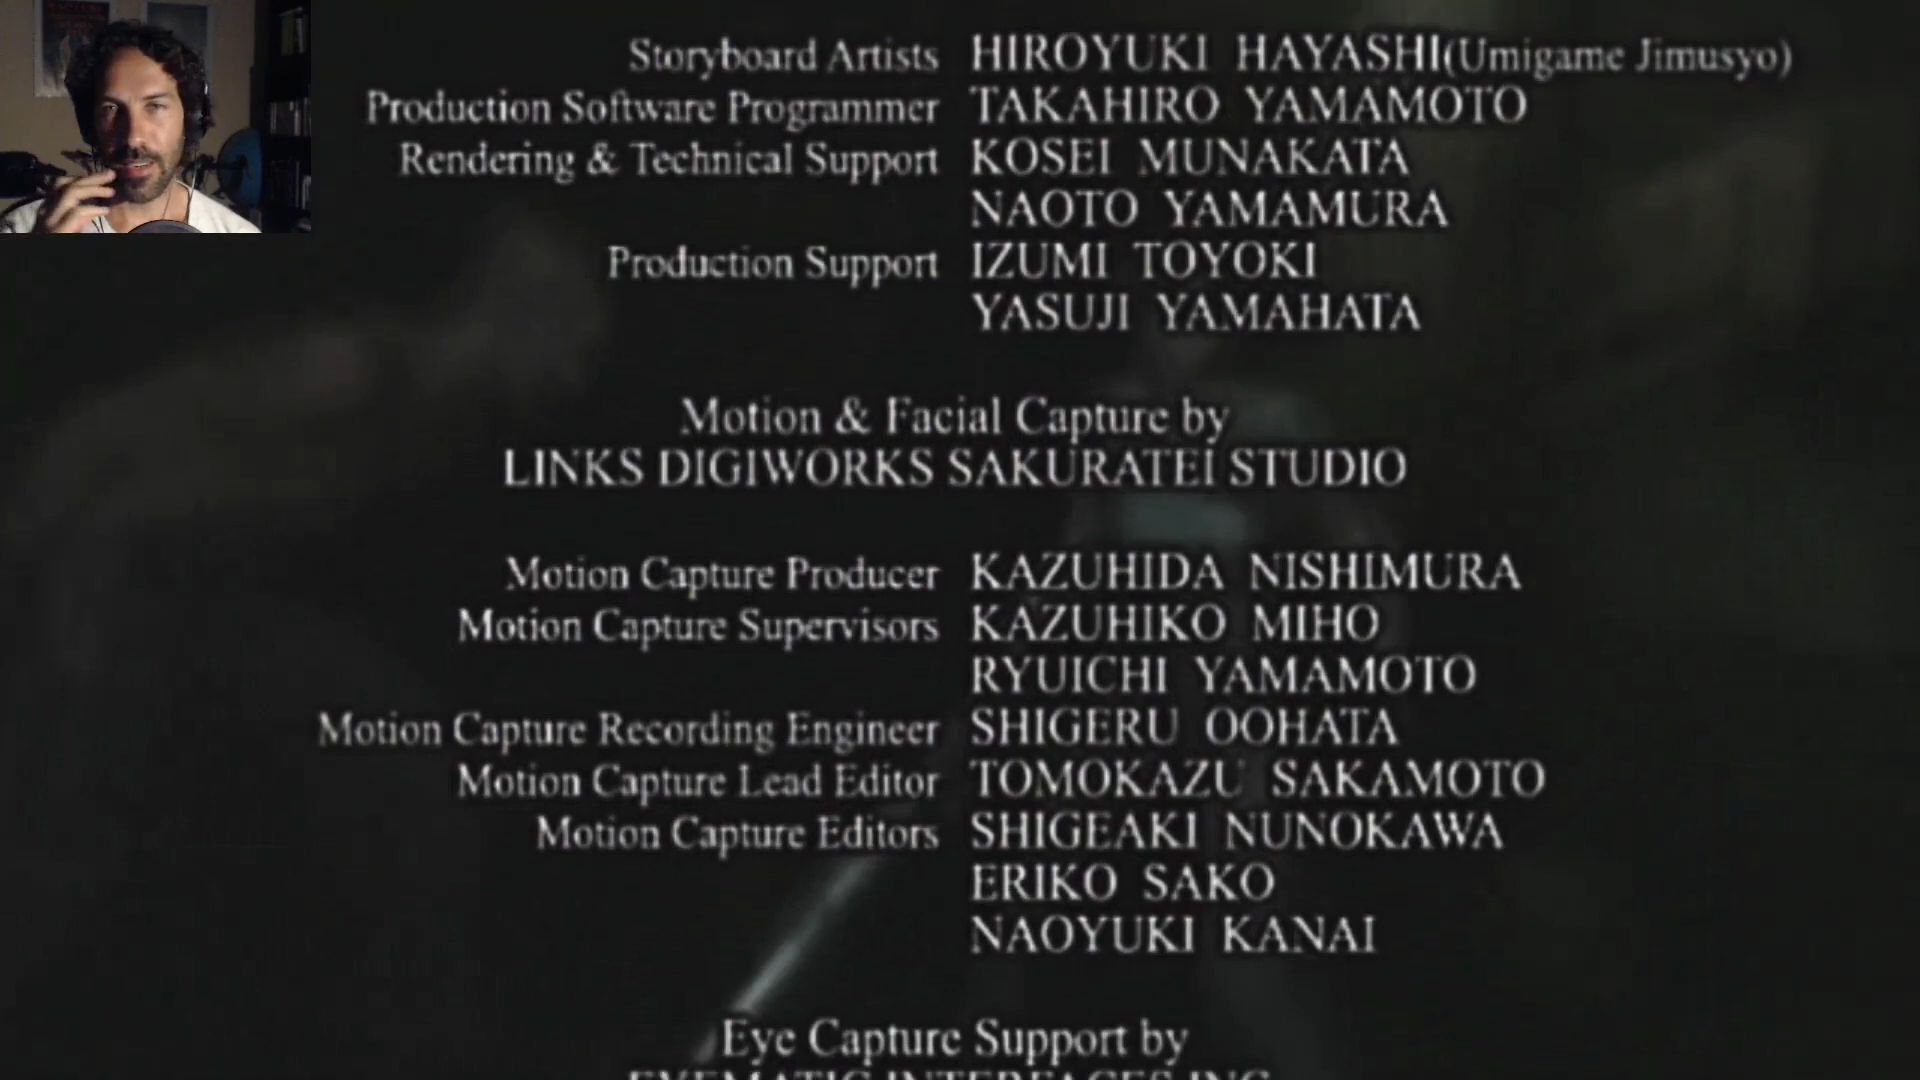 Storyboard Artists HIROYUKI HAYASHI(Umigame Jimusyo)
Production Software Programmer TAKAHIRO YAMAMOTO
Rendering & Technical Support KOSEI MUNAKATA
NAOTO YAMAMURA
Production Support IZUMI TOYOKI
YASUJI YAMAHATA
Motion & Facial Capture by
LINKS DIGIWORKS SAKURATEI STUDIO
Motion Capture Producer KAZUHIDA NISHIMURA
Motion Capture Supervisors KAZUHIKO MIHO
RYUICHI YAMAMOTO
Motion Capture Recording Engineer SHIGERU OOHATA
Motion Capture Lead Editor TOMOKAZU SAKAMOTO
Motion Capture Editors SHIGEAKI NUNOKAWA
ERIKO SAKO
NAOYUKI KANAI
Eye Capture Support by
EYEMATIC INTERFACES INC